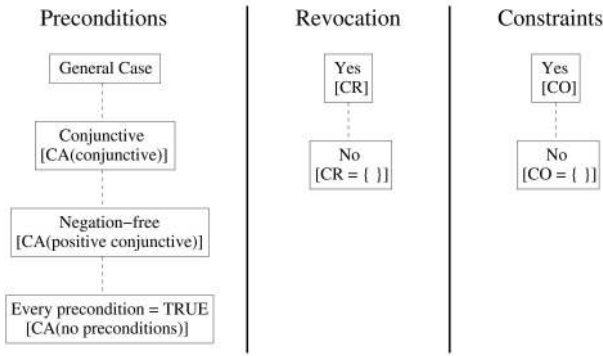 Preconditions
General Case
Conjunctive
[CA(conjunctive)]
Negation−free
[CA(positive conjunctive)]
Every precondition = TRUE
[CA(no preconditions)]
Revocation
Yes
[CR]
No
[CR = { }]
Constraints
Yes
[CO]
No
[CO = { }]